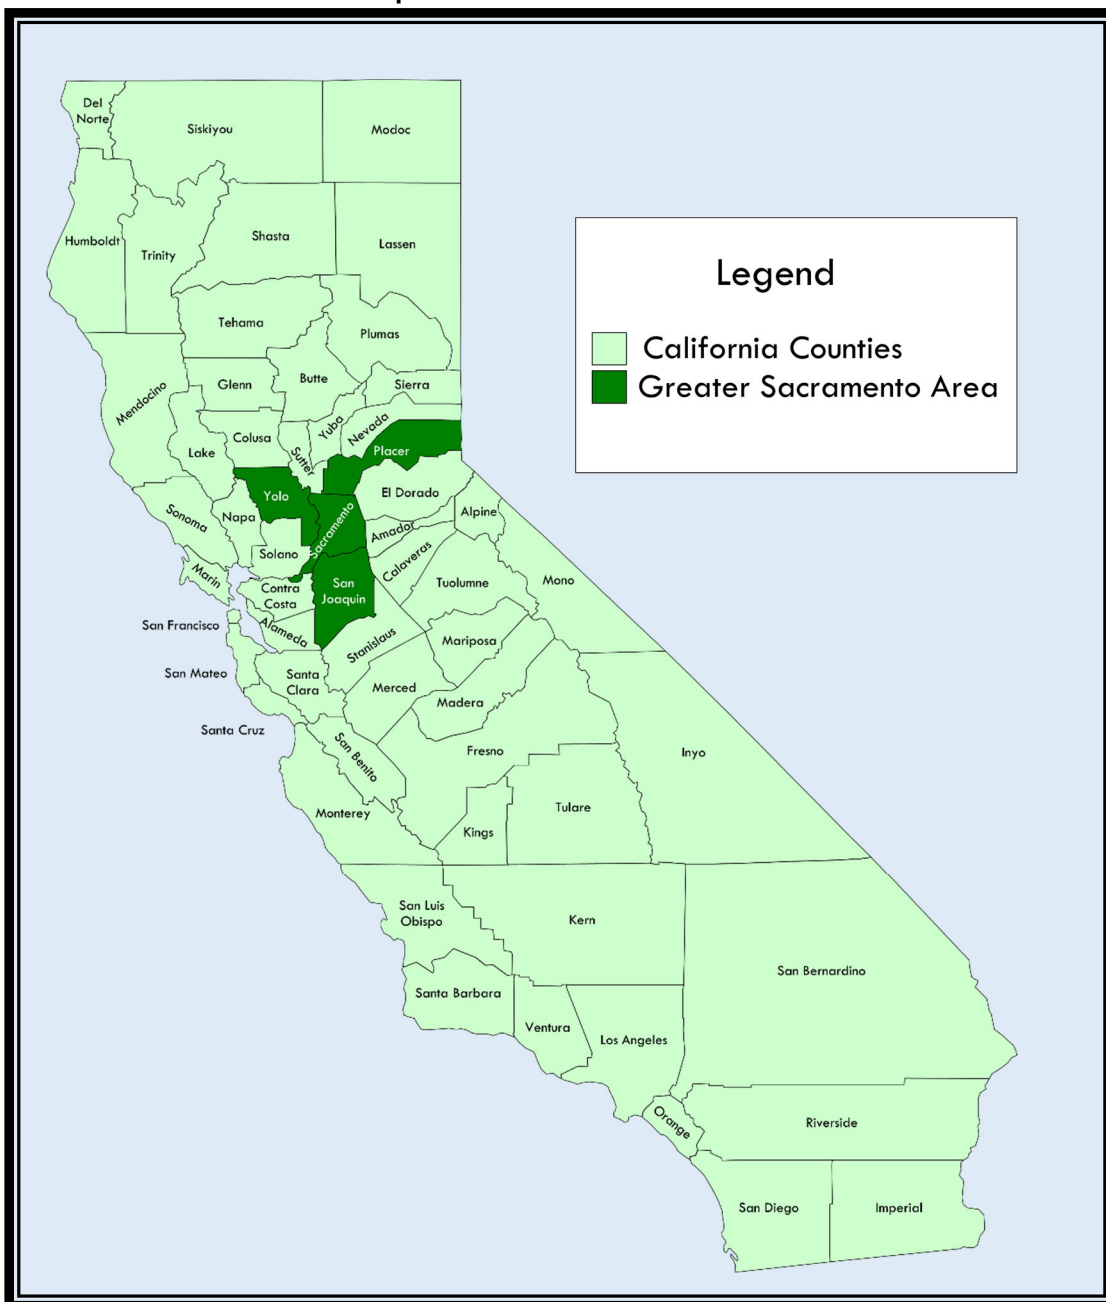 Del
Norte
Siskiyou
Modoc
Humboldt
Trinity
Shasta
Lassen
Legend
California Counties
Greater Sacramento Area
Tehama
Plumas
Mendocino
Glenn
Butte
Sierra
Colusa
Lake
Sutter
Yuba
Nevada
Placer
Yolo
El Dorado
Sonoma
Napa
Sacramento
Alpine
Amador
Solano
Calaveras
Marin
Contra
Costa
San
Joaquin
Tuolumne
Mono
San Francisco
Alameda
Stanislaus
Mariposa
San Mateo
Santa
Clara
Merced
Madera
Santa Cruz
San Benito
Fresno
Inyo
Monterey
Kings
Tulare
San Luis
Obispo
Kern
San Bernardino
Santa Barbara
Ventura
Los Angeles
Orange
Riverside
San Diego
Imperial